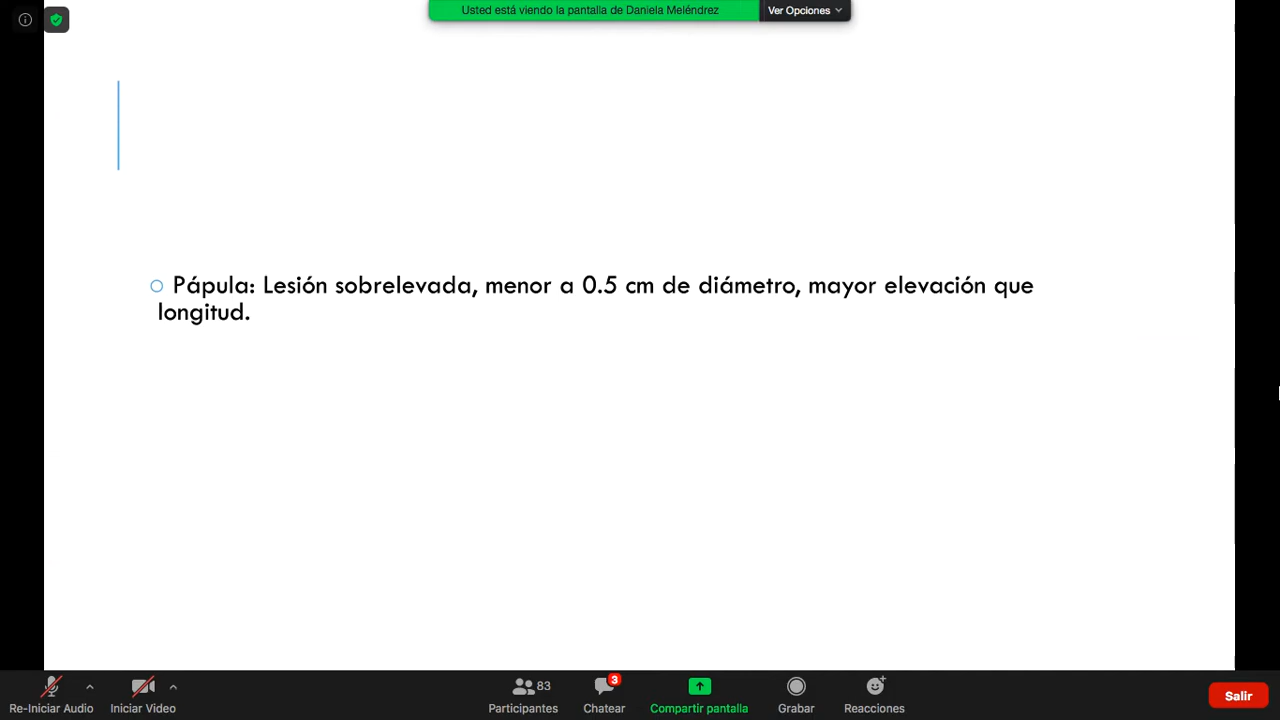 Usted está viendo la pantalla de Daniela Meléndrez
Ver Opciones
Pápula: Lesión sobrelevada, menor a 0.5 cm de diámetro, mayor elevación que
longitud.
Re-Iniciar Audio
Iniciar Video
83
Participantes
3
Chatear
Compartir pantalla
Grabar
Reacciones
Salir